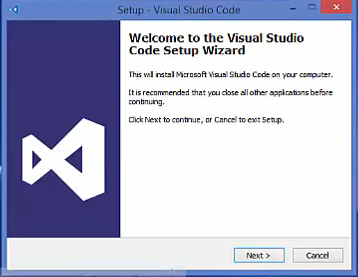 Setup - Visual Studio Code
Welcome to the Visual Studio
Code Setup Wizard
This will install Microsoft Visual Studio Code on your computer.
It is recommended that you close all other applications before
continuing.
Click Next to continue, or Cancel to exit Setup.
Next >
Cancel